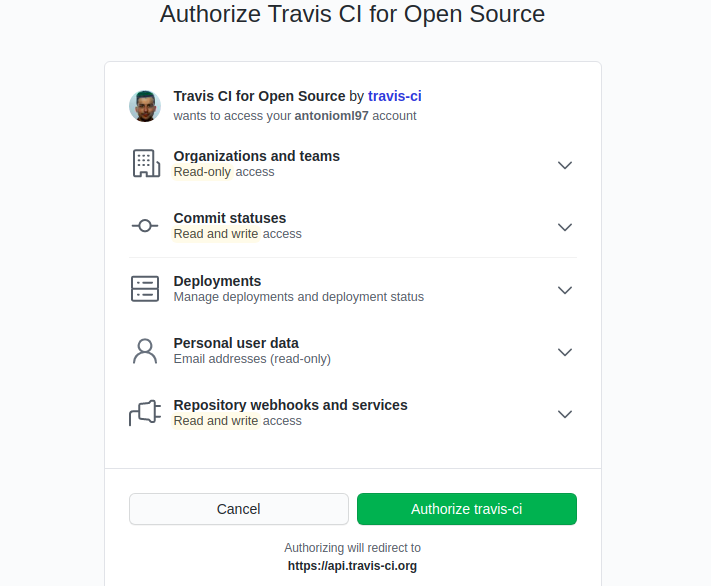 Authorize Travis CI for Open Source
Travis CI for Open Source by travis-ci
wants to access your antonioml97 account
Organizations and teams
Read-only access
Commit statuses
Read and write access
Deployments
Manage deployments and deployment status
Personal user data
Email addresses (read-only)
Repository webhooks and services
Read and write access
Cancel
Authorize travis-ci
Authorizing will redirect to
https://api.travis-ci.org